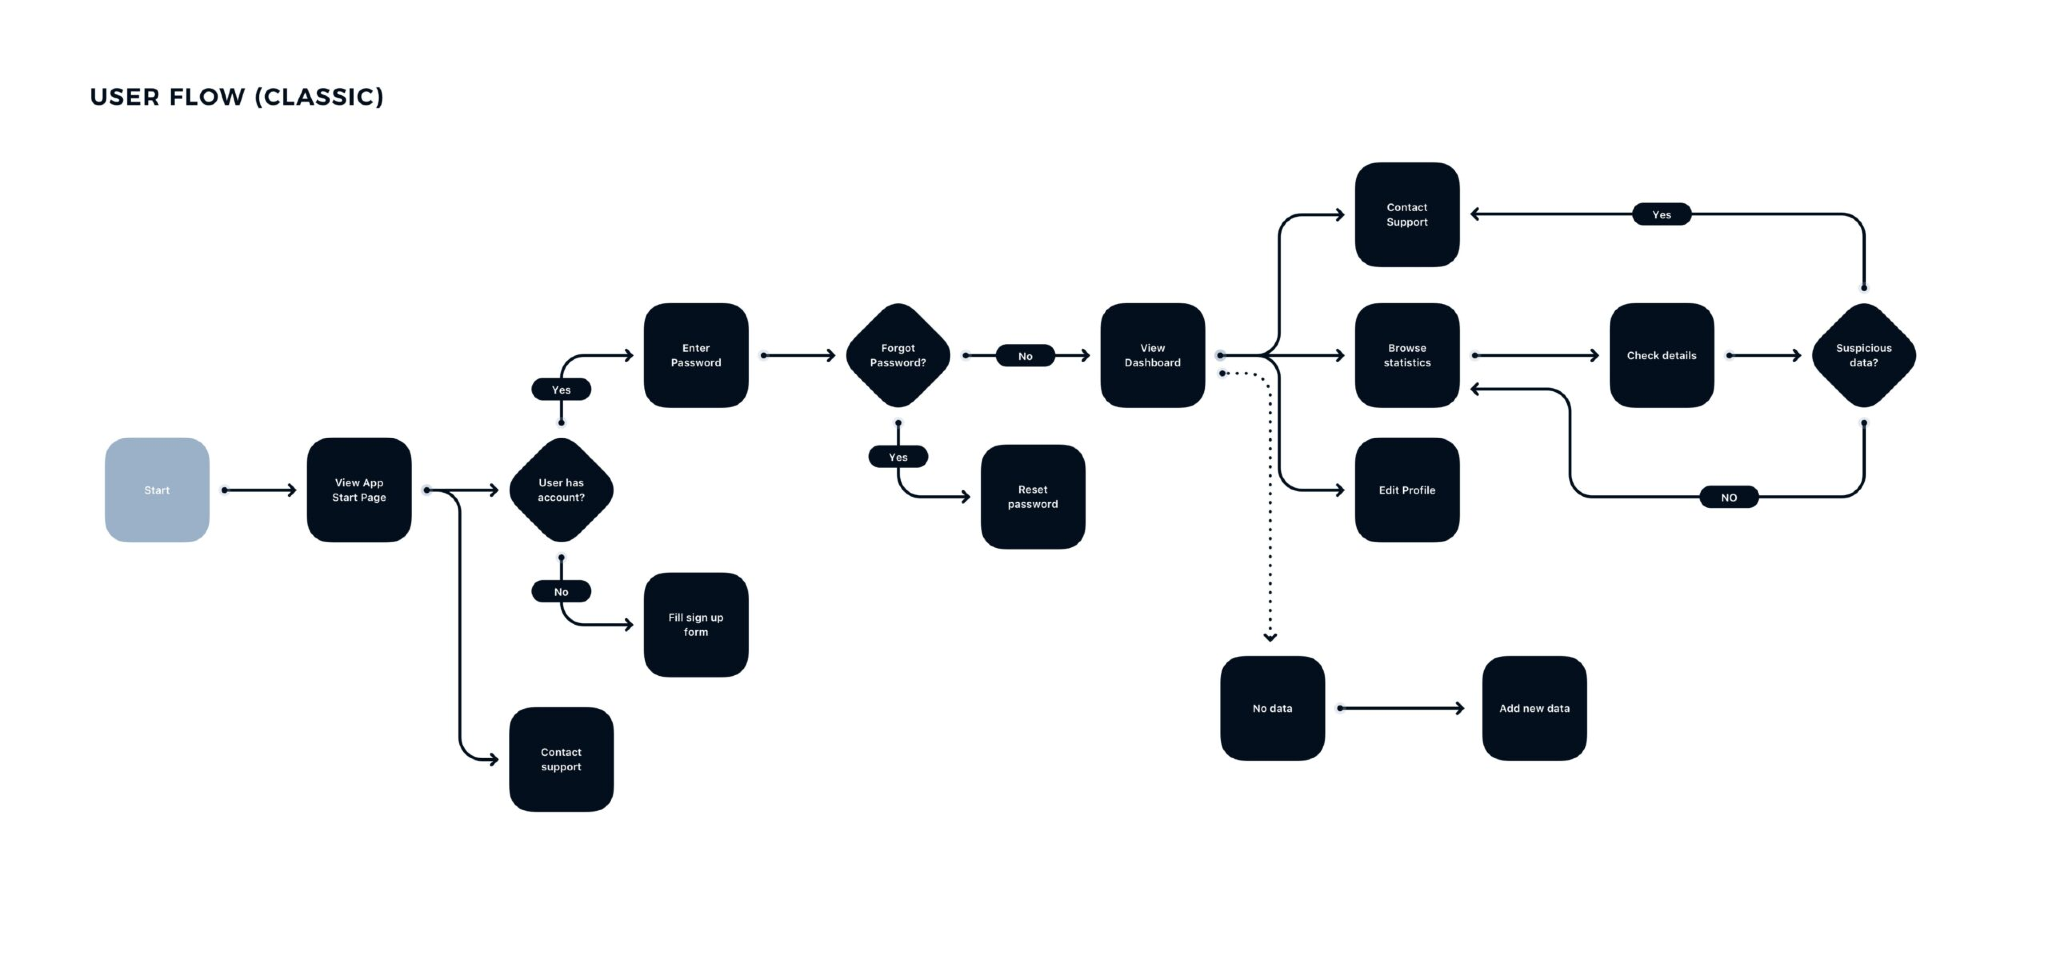 USER FLOW (CLASSIC)
Start
View App
Start Page
User has
account?
Yes
Enter
Password
No
Fill sign up
form
Contact
support
Forgot
Password?
No
Yes
Reset
password
View
Dashboard
Contact
Support
Browse
statistics
Edit Profile
Check details
Suspicious
data?
Yes
NO
No data
Add new data